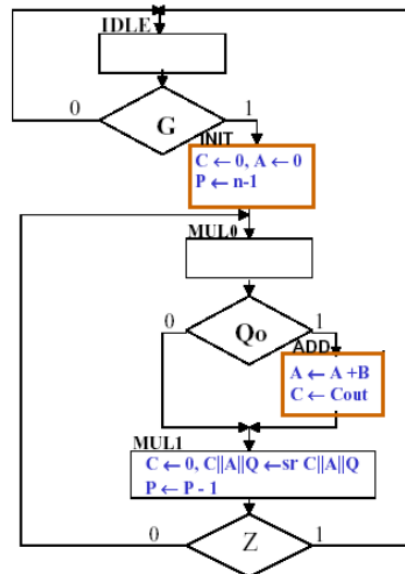 IDLE
0 G 1
INIT
C ← 0, A ← 0
P ← n-1
MUL0
0 Qo 1
ADD
A ← A +B
C ← Cout
MUL1
C ← 0, C||A||Q ←sr C||A||Q
P ← P - 1
0 Z 1